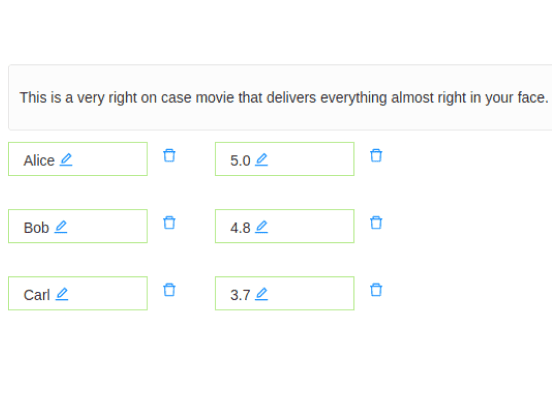 This is a very right on case movie that delivers everything almost right in your face.
Alice 5.0
Bob 4.8
Carl 3.7